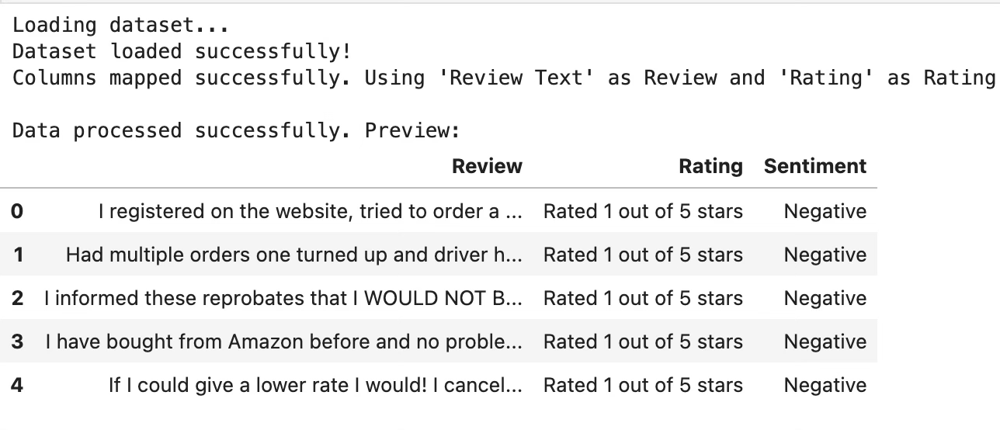 Loading dataset...
Dataset loaded successfully!
Columns mapped successfully. Using 'Review Text' as Review and 'Rating' as Rating
Data processed successfully. Preview:
Review Rating Sentiment
0 I registered on the website, tried to order a ... Rated 1 out of 5 stars Negative
1 Had multiple orders one turned up and driver h... Rated 1 out of 5 stars Negative
2 I informed these reprobates that I WOULD NOT B... Rated 1 out of 5 stars Negative
3 I have bought from Amazon before and no proble... Rated 1 out of 5 stars Negative
4 If I could give a lower rate I would! I cancel... Rated 1 out of 5 stars Negative